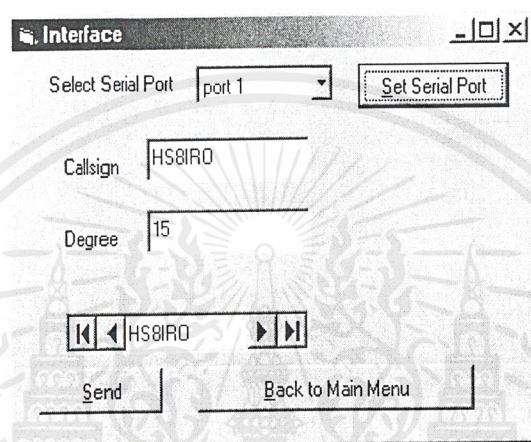 Interface
Select Serial Port port 1 Set Serial Port
Callsign HS8IRO
Degree 15
HS8IRO
Send Back to Main Menu